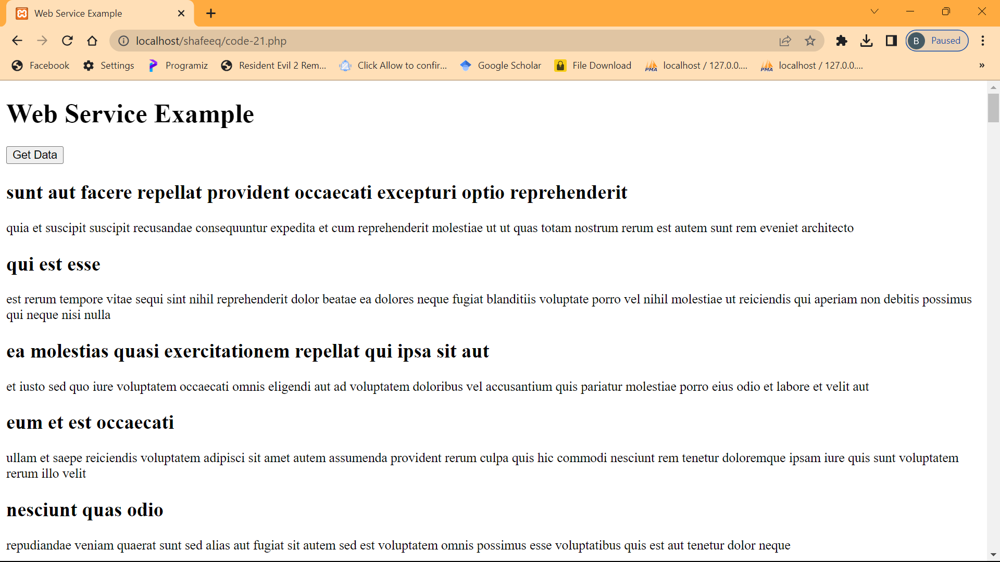 Web Service Example
localhost/shafeeq/code-21.php
B Paused
Facebook Settings Programiz Resident Evil 2 Rem... Click Allow to confir... Google Scholar File Download PMA localhost / 127.0.0.... PMA localhost / 127.0.0.... »
Web Service Example
Get Data
sunt aut facere repellat provident occaecati excepturi optio reprehenderit
quia et suscipit suscipit recusandae consequuntur expedita et cum reprehenderit molestiae ut ut quas totam nostrum rerum est autem sunt rem eveniet architecto
qui est esse
est rerum tempore vitae sequi sint nihil reprehenderit dolor beatae ea dolores neque fugiat blanditiis voluptate porro vel nihil molestiae ut reiciendis qui aperiam non debitis possimus
qui neque nisi nulla
ea molestias quasi exercitationem repellat qui ipsa sit aut
et iusto sed quo iure voluptatem occaecati omnis eligendi aut ad voluptatem doloribus vel accusantium quis pariatur molestiae porro eius odio et labore et velit aut
eum et est occaecati
ullam et saepe reiciendis voluptatem adipisci sit amet autem assumenda provident rerum culpa quis hic commodi nesciunt rem tenetur doloremque ipsam iure quis sunt voluptatem
rerum illo velit
nesciunt quas odio
repudiandae veniam quaerat sunt sed alias aut fugiat sit autem sed est voluptatem omnis possimus esse voluptatibus quis est aut tenetur dolor neque